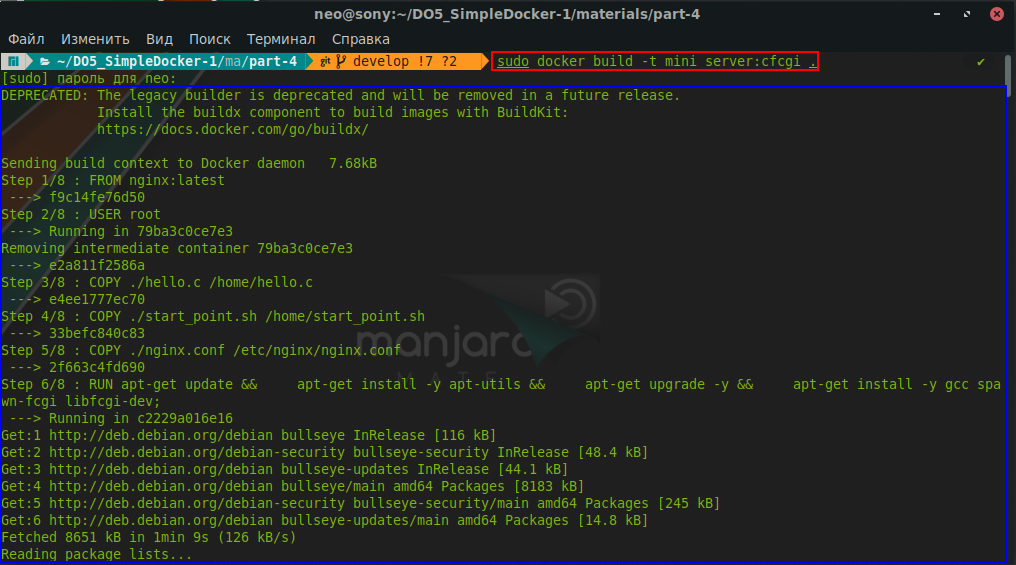 neo@sony:~/DO5_SimpleDocker-1/materials/part-4
Файл Изменить Вид Поиск Терминал Справка
~/DO5_SimpleDocker-1/ma/part-4 git develop !7 ?2 sudo docker build -t mini_server:cfcgi . ✔
[sudo] пароль для neo:
DEPRECATED: The legacy builder is deprecated and will be removed in a future release.
Install the buildx component to build images with BuildKit:
https://docs.docker.com/go/buildx/
Sending build context to Docker daemon 7.68kB
Step 1/8 : FROM nginx:latest
---> f9c14fe76d50
Step 2/8 : USER root
---> Running in 79ba3c0ce7e3
Removing intermediate container 79ba3c0ce7e3
---> e2a811f2586a
Step 3/8 : COPY ./hello.c /home/hello.c
---> e4ee1777ec70
Step 4/8 : COPY ./start_point.sh /home/start_point.sh
---> 33befc840c83
Step 5/8 : COPY ./nginx.conf /etc/nginx/nginx.conf
---> 2f663c4fd690
Step 6/8 : RUN apt-get update && apt-get install -y apt-utils && apt-get upgrade -y && apt-get install -y gcc spa
wn-fcgi libfcgi-dev;
---> Running in c2229a016e16
Get:1 http://deb.debian.org/debian bullseye InRelease [116 kB]
Get:2 http://deb.debian.org/debian-security bullseye-security InRelease [48.4 kB]
Get:3 http://deb.debian.org/debian bullseye-updates InRelease [44.1 kB]
Get:4 http://deb.debian.org/debian bullseye/main amd64 Packages [8183 kB]
Get:5 http://deb.debian.org/debian-security bullseye-security/main amd64 Packages [245 kB]
Get:6 http://deb.debian.org/debian bullseye-updates/main amd64 Packages [14.8 kB]
Fetched 8651 kB in 1min 9s (126 kB/s)
Reading package lists...
manjaro
MATE